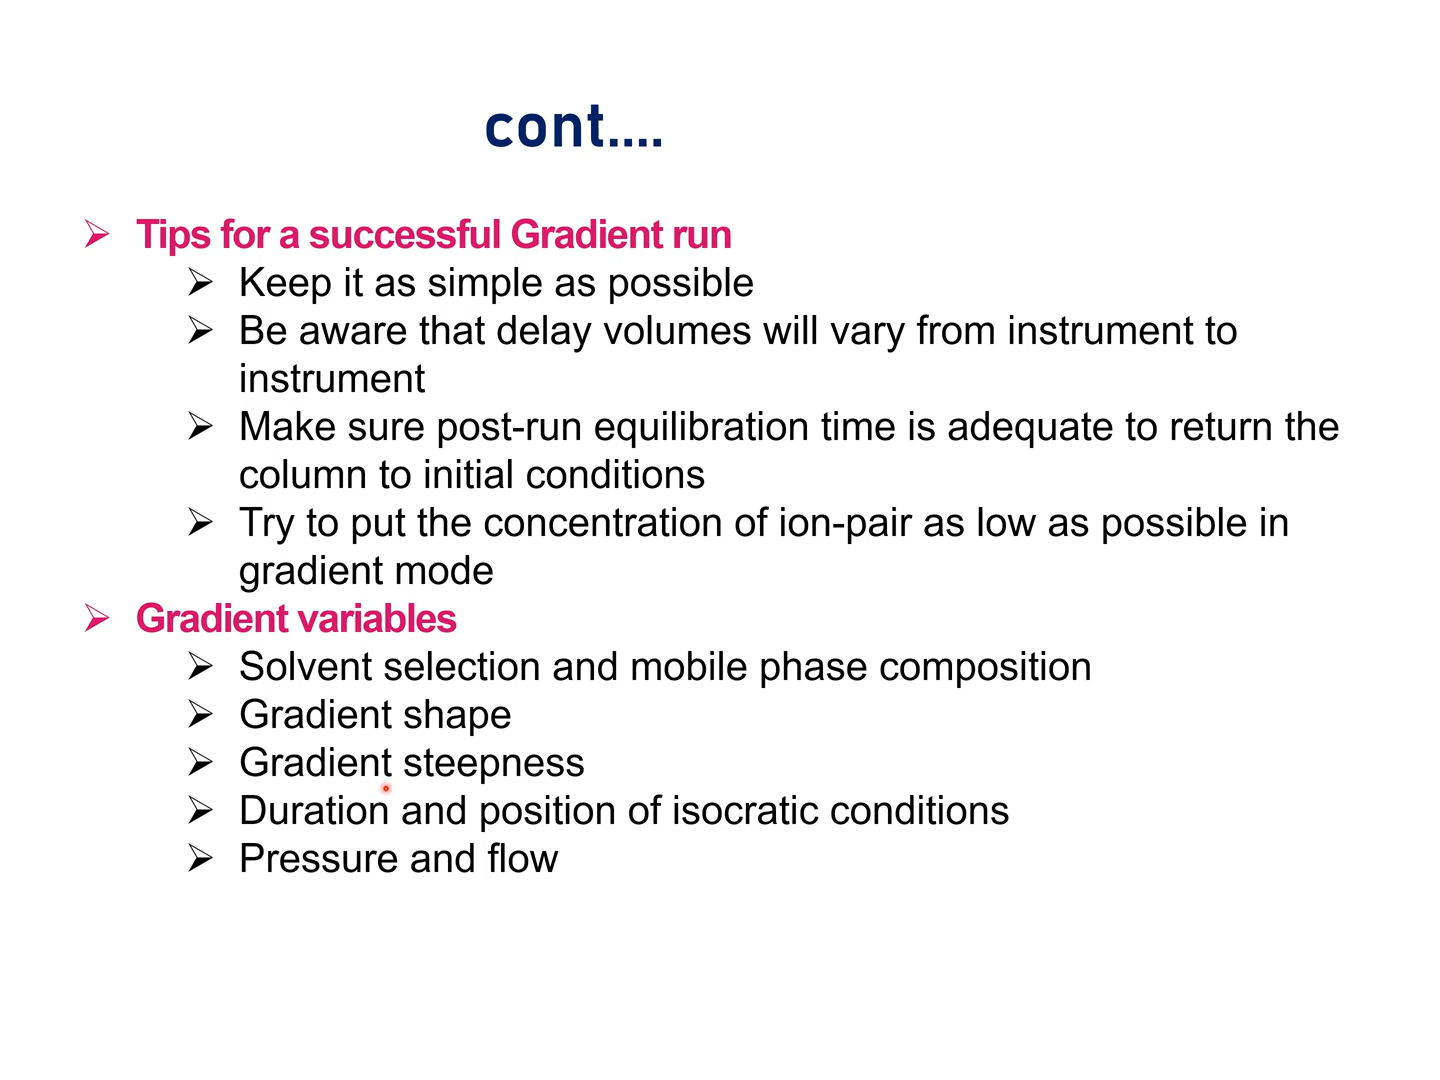 cont....
Tips for a successful Gradient run
Keep it as simple as possible
Be aware that delay volumes will vary from instrument to
instrument
Make sure post-run equilibration time is adequate to return the
column to initial conditions
Try to put the concentration of ion-pair as low as possible in
gradient mode
Gradient variables
Solvent selection and mobile phase composition
Gradient shape
Gradient steepness
Duration and position of isocratic conditions
Pressure and flow